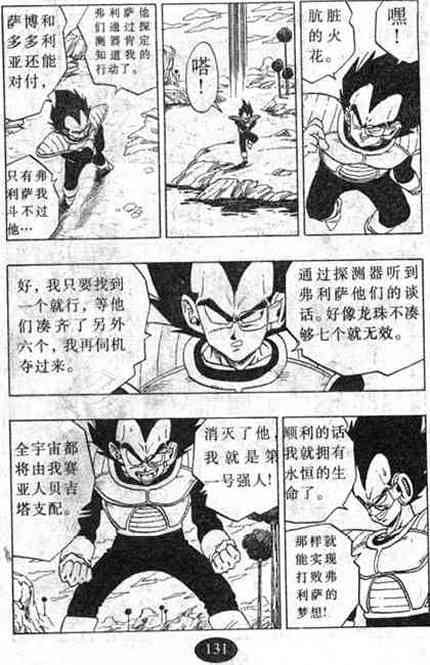 嘿！
肮脏
的火
花。
嗒！
弗利萨他
们通过探
测器肯定
知道我的
行动了。
萨博和
多多利
亚还能
对付，
只有弗
利萨我
斗不过
他…
通过探测器听到
弗利萨他们的谈
话。好像龙珠不凑
够七个就无效。
好，我只要找到
一个就行，等他
们凑齐了另外
六个，我再伺机
夺过来。
顺利的话
我就拥有
永恒的生
命了。
那样就
能实现
打败弗
利萨的
梦想！
消灭了他，
我就是第
一号强人！
全宇宙都
将由我赛
亚人贝吉
塔支配。
131